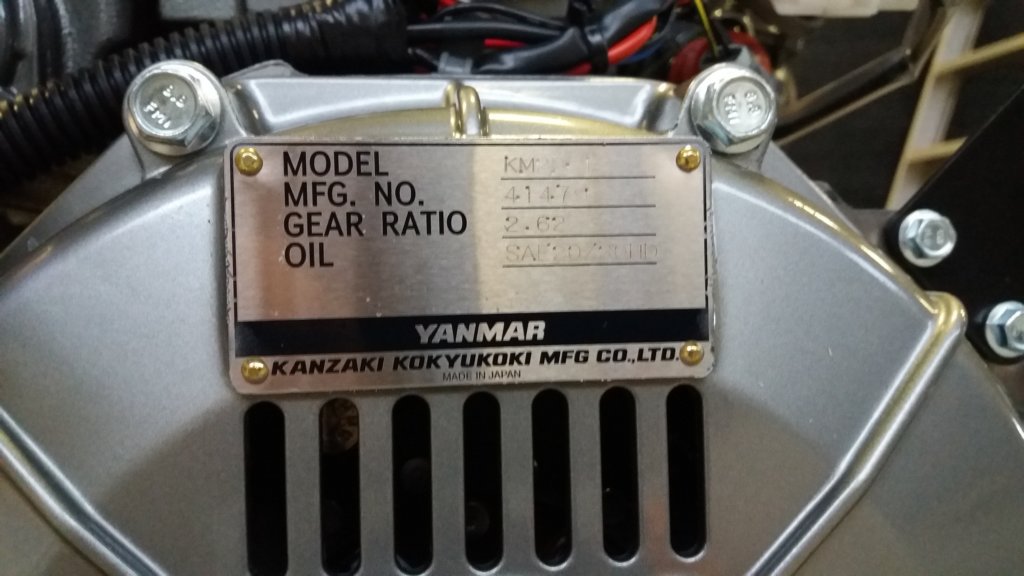 MODEL
MFG. NO.
GEAR RATIO 2.62
OIL
YANMAR
KANZAKI KOKYUKOKI MFG CO.,LTD.
MADE IN JAPAN